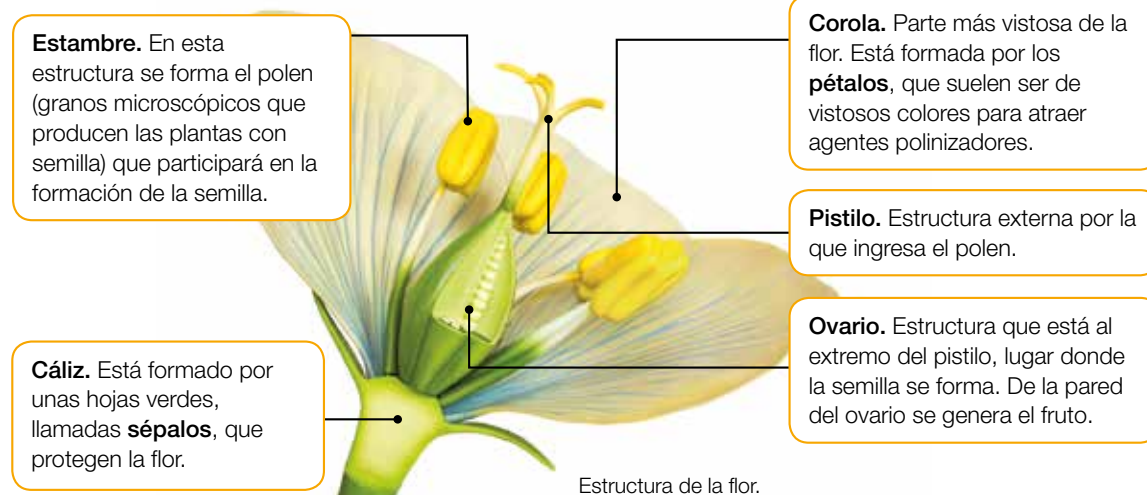 Estambre. En esta
estructura se forma el polen
(granos microscópicos que
producen las plantas con
semilla) que participará en la
formación de la semilla.
Cáliz. Está formado por
unas hojas verdes,
llamadas sépalos, que
protegen la flor.
Corola. Parte más vistosa de la
flor. Está formada por los
pétalos, que suelen ser de
vistosos colores para atraer
agentes polinizadores.
Pistilo. Estructura externa por la
que ingresa el polen.
Ovario. Estructura que está al
extremo del pistilo, lugar donde
la semilla se forma. De la pared
del ovario se genera el fruto.
Estructura de la flor.